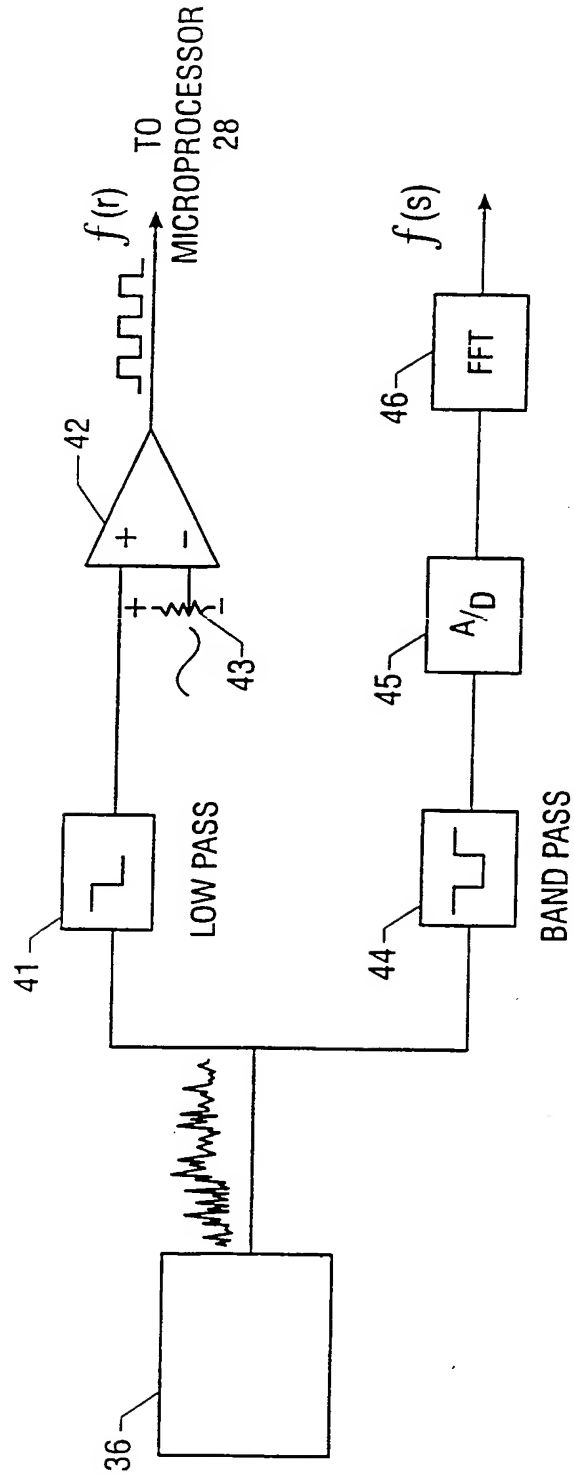 36
41
LOW PASS
42
+
−
+
−
43
f(r)
TO
MICROPROCESSOR
28
44
BAND PASS
45
A/D
46
FFT
f(s)